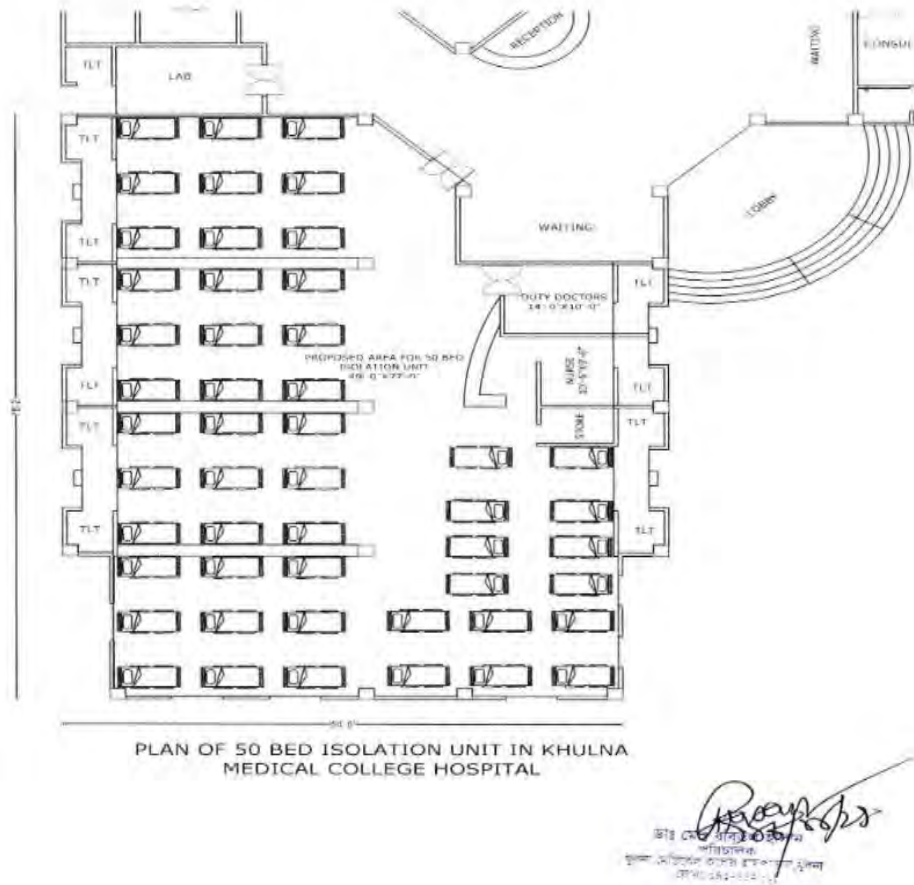 RECEPTION
WAITING
TLT
LAB
TLT
TLT
WAITING
LOBBY
TLT
TLT
DUTY DOCTORS
14'-0"X10'-0"
PROPOSED AREA FOR 50 BED
ISOLATION UNIT
NURSE
TLT
TLT
STORE
TLT
TLT
TLT
TLT
PLAN OF 50 BED ISOLATION UNIT IN KHULNA
MEDICAL COLLEGE HOSPITAL
পরিচালক